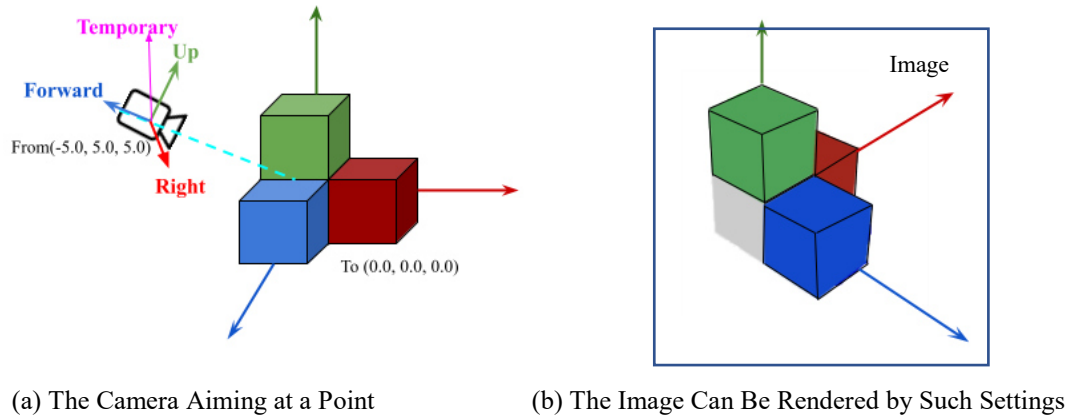 Temporary
Up
Forward
From(-5.0, 5.0, 5.0)
Right
To (0.0, 0.0, 0.0)
Image
(a) The Camera Aiming at a Point
(b) The Image Can Be Rendered by Such Settings